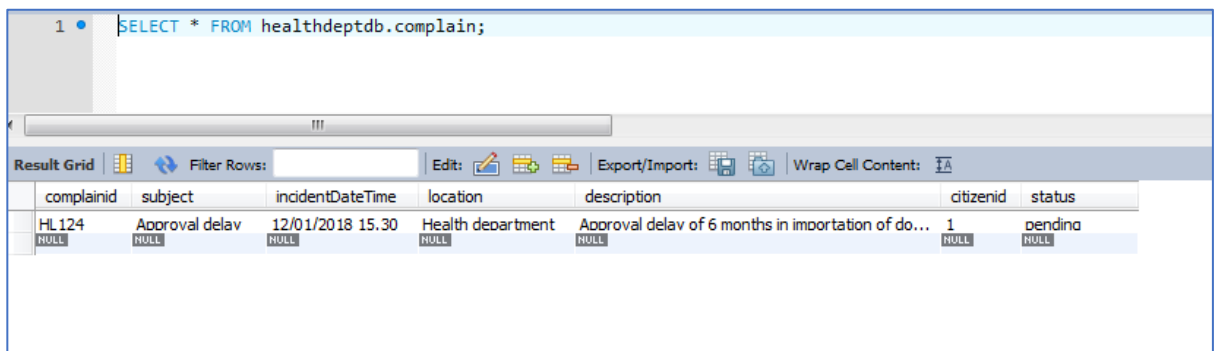 1 SELECT * FROM healthdeptdb.complain;
Result Grid Filter Rows: Edit: Export/Import: Wrap Cell Content: IA
complainid subject incidentDateTime location description citizenid status
HL124 Approval delay 12/01/2018 15.30 Health department Approval delay of 6 months in importation of do... 1 pending
NULL NULL NULL NULL NULL NULL NULL